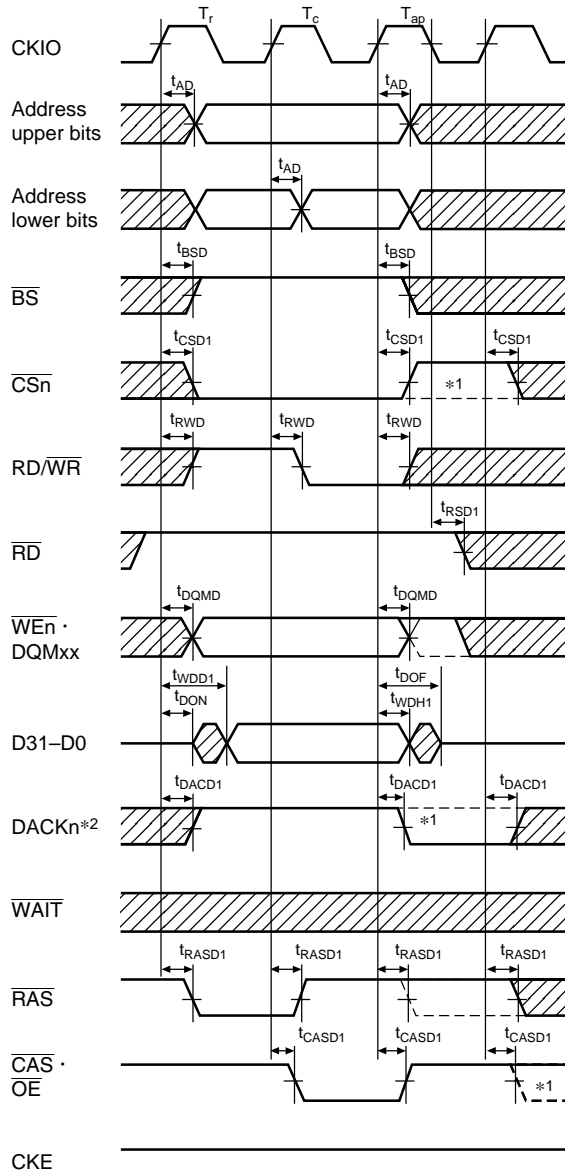 Tr Tc Tap
CKIO
tAD tAD
Address
upper bits
tAD
Address
lower bits
tBSD tBSD
BS
tCSD1 tCSD1 tCSD1
CSn *1
tRWD tRWD tRWD
RD/WR
tRSD1
RD
tDQMD tDQMD
WEn ·
DQMxx
tWDD1 tDOF
tDON tWDH1
D31–D0
tDACD1 tDACD1 tDACD1
DACKn*2 *1
WAIT
tRASD1 tRASD1 tRASD1 tRASD1
RAS
tCASD1 tCASD1 tCASD1
CAS ·
OE *1
CKE